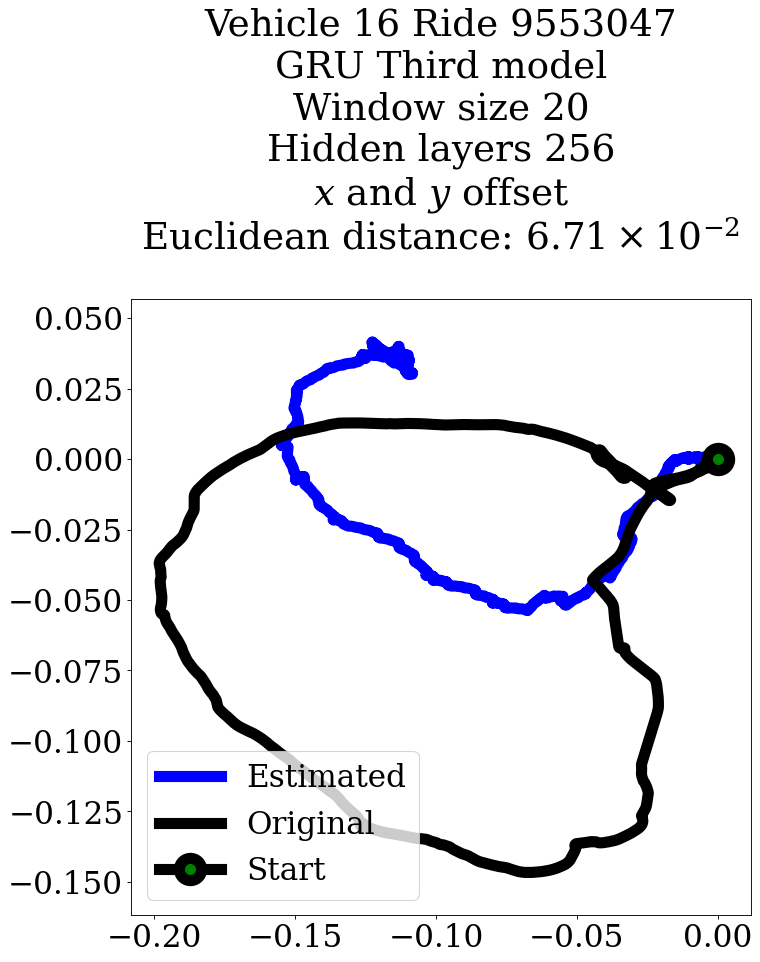 Vehicle 16 Ride 9553047
GRU Third model
Window size 20
Hidden layers 256
x and y offset
Euclidean distance: 6.71 × 10⁻²
0.050
0.025
0.000
−0.025
−0.050
−0.075
−0.100
−0.125
−0.150
Estimated
Original
Start
−0.20 −0.15 −0.10 −0.05 0.00